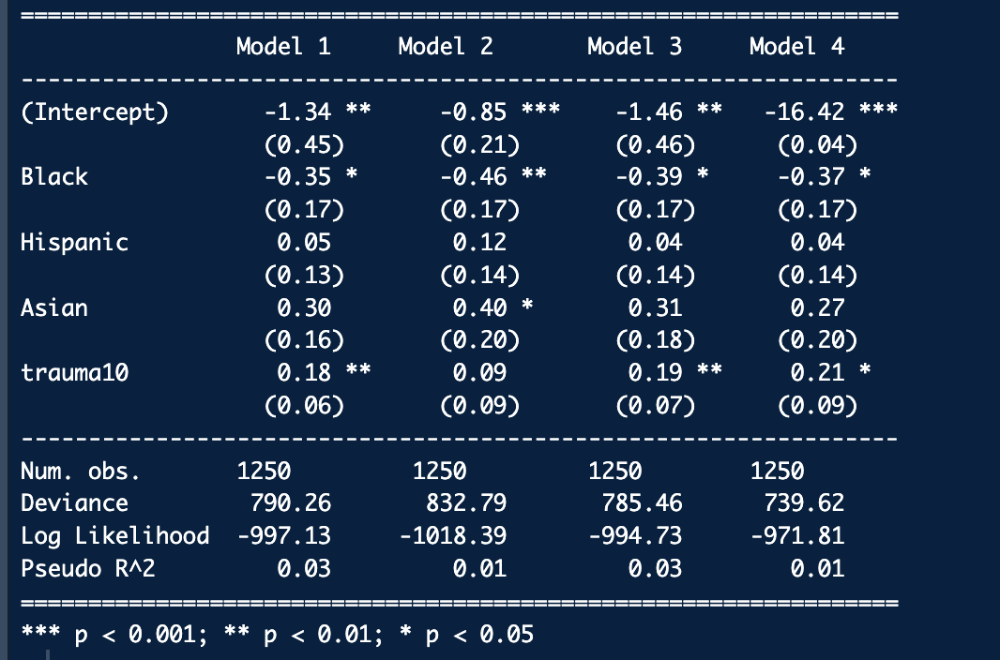 =================================================================
                Model 1     Model 2       Model 3     Model 4
-----------------------------------------------------------------
(Intercept)       -1.34 **     -0.85 ***    -1.46 **  -16.42 ***
                  (0.45)       (0.21)       (0.46)      (0.04)
Black             -0.35 *      -0.46 **     -0.39 *     -0.37 *
                  (0.17)       (0.17)       (0.17)      (0.17)
Hispanic           0.05         0.12         0.04        0.04
                  (0.13)       (0.14)       (0.14)      (0.14)
Asian              0.30         0.40 *       0.31        0.27
                  (0.16)       (0.20)       (0.18)      (0.20)
trauma10           0.18 **      0.09         0.19 **     0.21 *
                  (0.06)       (0.09)       (0.07)      (0.09)
-----------------------------------------------------------------
Num. obs.       1250         1250         1250        1250
Deviance         790.26       832.79       785.46      739.62
Log Likelihood  -997.13     -1018.39      -994.73     -971.81
Pseudo R^2         0.03         0.01         0.03        0.01
=================================================================
*** p < 0.001; ** p < 0.01; * p < 0.05